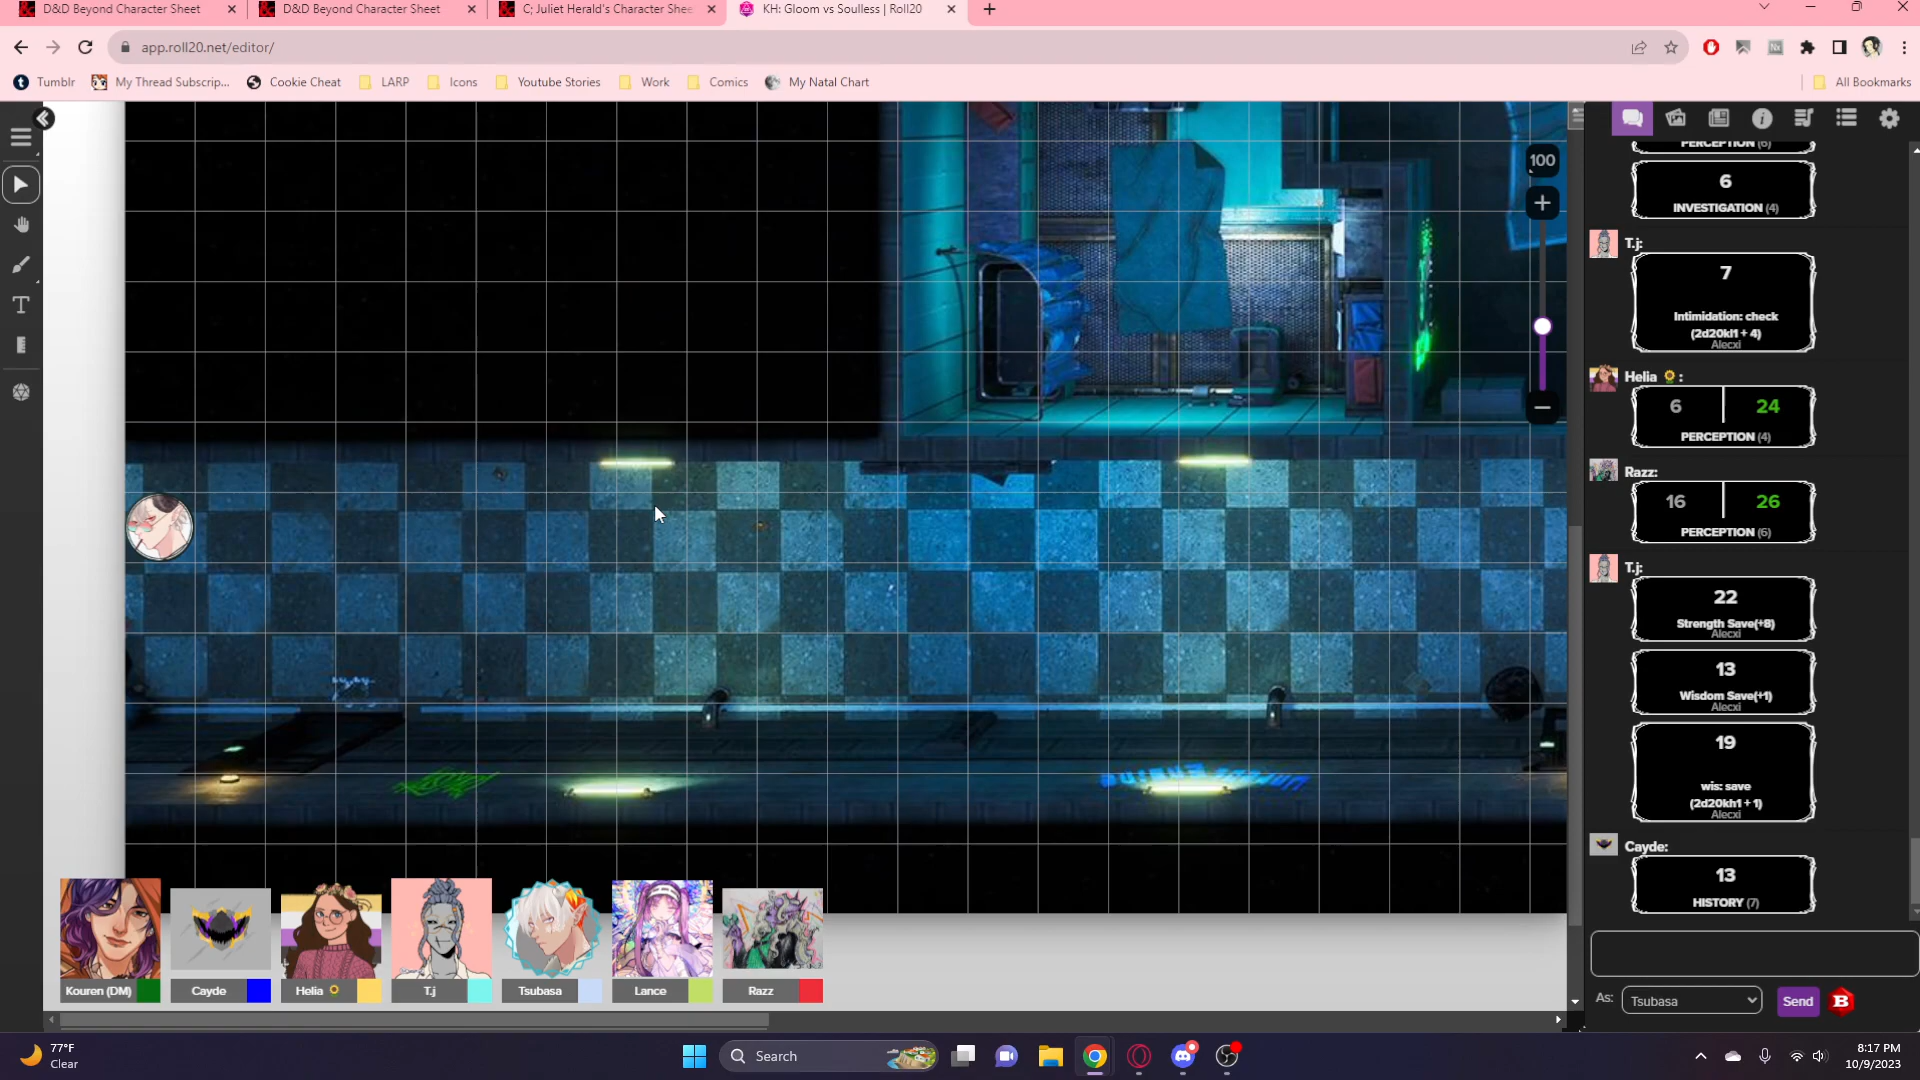 D&D Beyond Character Sheet
D&D Beyond Character Sheet
C; Juliet Herald's Character Shee
KH: Gloom vs Soulless | Roll20
app.roll20.net/editor/
Tumblr
My Thread Subscrip...
Cookie Cheat
LARP
Icons
Youtube Stories
Work
Comics
My Natal Chart
All Bookmarks
100
PERCEPTION (6)
6
INVESTIGATION (4)
T.j:
7
Intimidation: check
(2d20kl1 + 4)
Alecxi
Helia 🌻:
6 24
PERCEPTION (4)
Razz:
16 26
PERCEPTION (6)
T.j:
22
Strength Save(+8)
Alecxi
13
Wisdom Save(+1)
Alecxi
19
wis: save
(2d20kh1 + 1)
Alecxi
Cayde:
13
HISTORY (7)
Kouren (DM)
Cayde
Helia 🌻
T.j
Tsubasa
Lance
Razz
As:
Tsubasa
Send
77°F
Clear
Search
8:17 PM
10/9/2023